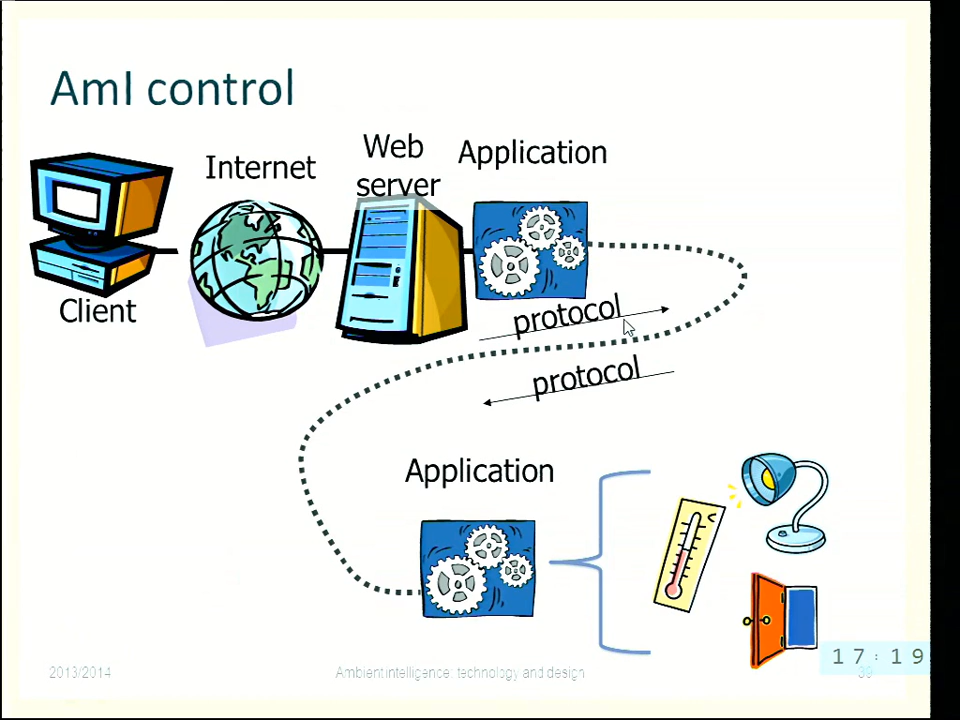 AmI control
Internet
Web
server
Application
Client
protocol
protocol
Application
17:19
2013/2014
Ambient intelligence: technology and design
39